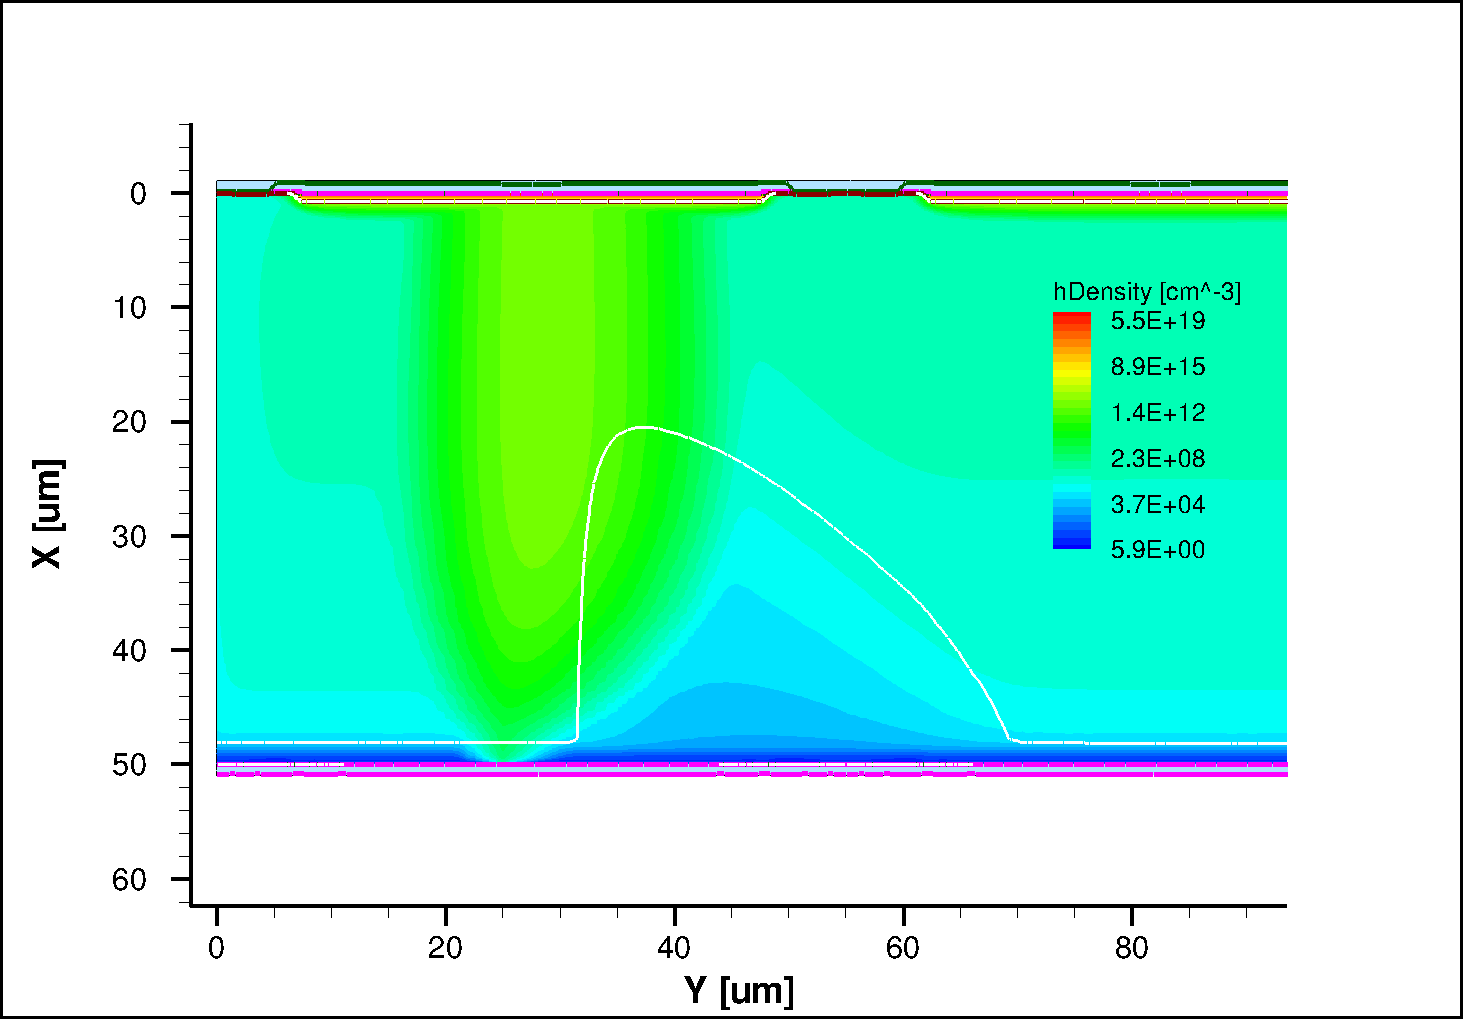 0
10
20
30
40
50
60
X [um]
hDensity [cm^-3]
5.5E+19
8.9E+15
1.4E+12
2.3E+08
3.7E+04
5.9E+00
0
20
40
60
80
Y [um]